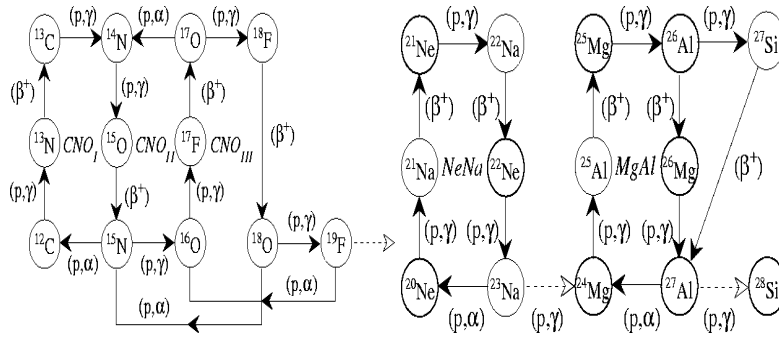 (p,γ) (p,α) (p,γ) (p,γ) (p,γ) (p,γ)
¹³C ¹⁴N ¹⁷O ¹⁸F ²¹Ne ²²Na ²⁵Mg ²⁶Al ²⁷Si
(β⁺) (p,γ) (β⁺) (β⁺) (β⁺) (β⁺) (β⁺) (β⁺) (β⁺)
¹³N CNO_I ¹⁵O CNO_II ¹⁷F CNO_III ²¹Na NeNa ²²Ne ²⁵Al MgAl ²⁶Mg
(p,γ) (β⁺) (p,γ) (p,γ) (p,γ) (p,γ) (p,γ)
¹²C ¹⁵N ¹⁶O ¹⁸O (p,γ) ¹⁹F ²⁰Ne ²³Na ²⁴Mg ²⁷Al ²⁸Si
(p,α) (p,γ) (p,α) (p,α) (p,γ) (p,α) (p,γ)
(p,α)